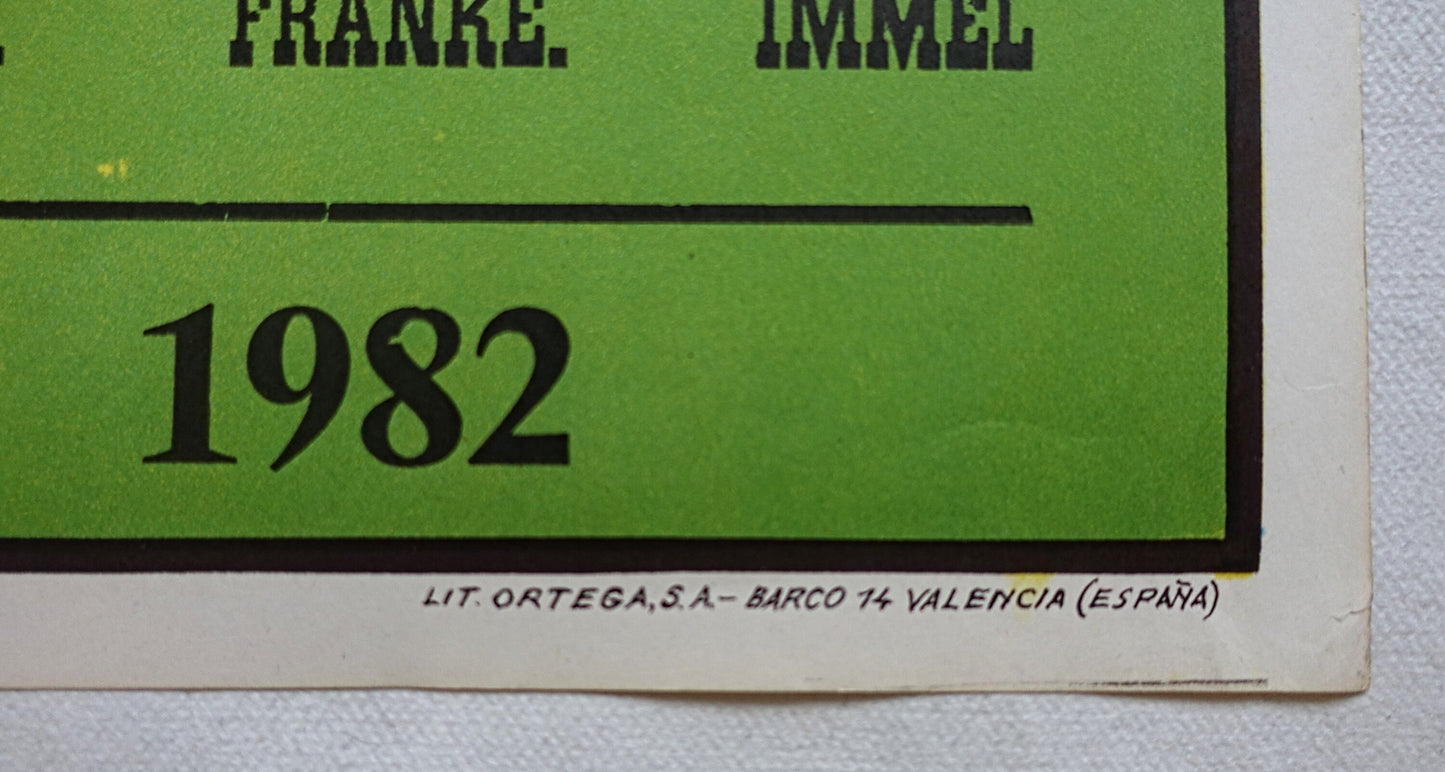 FRANKE. IMMEL
1982
LIT. ORTEGA, S.A.- BARCO 14 VALENCIA (ESPAÑA)